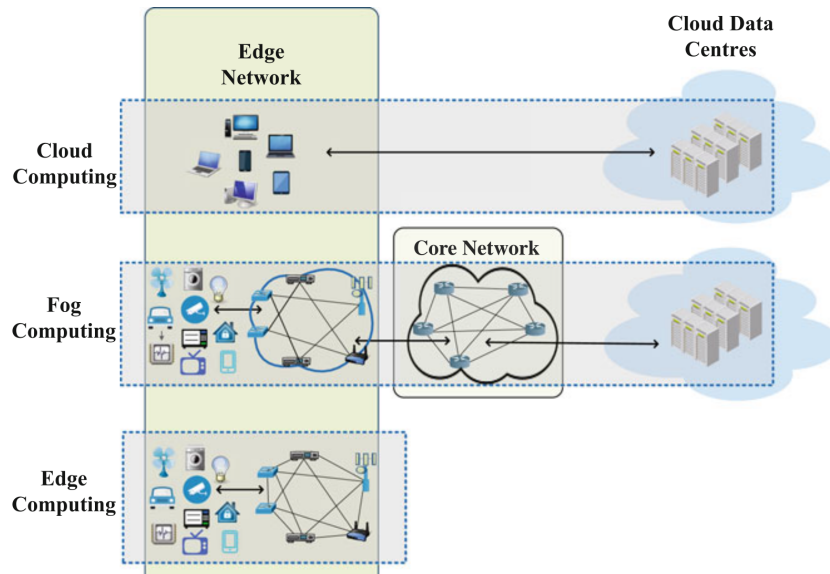 Edge
Network
Cloud Data
Centres
Cloud
Computing
Core Network
Fog
Computing
Edge
Computing